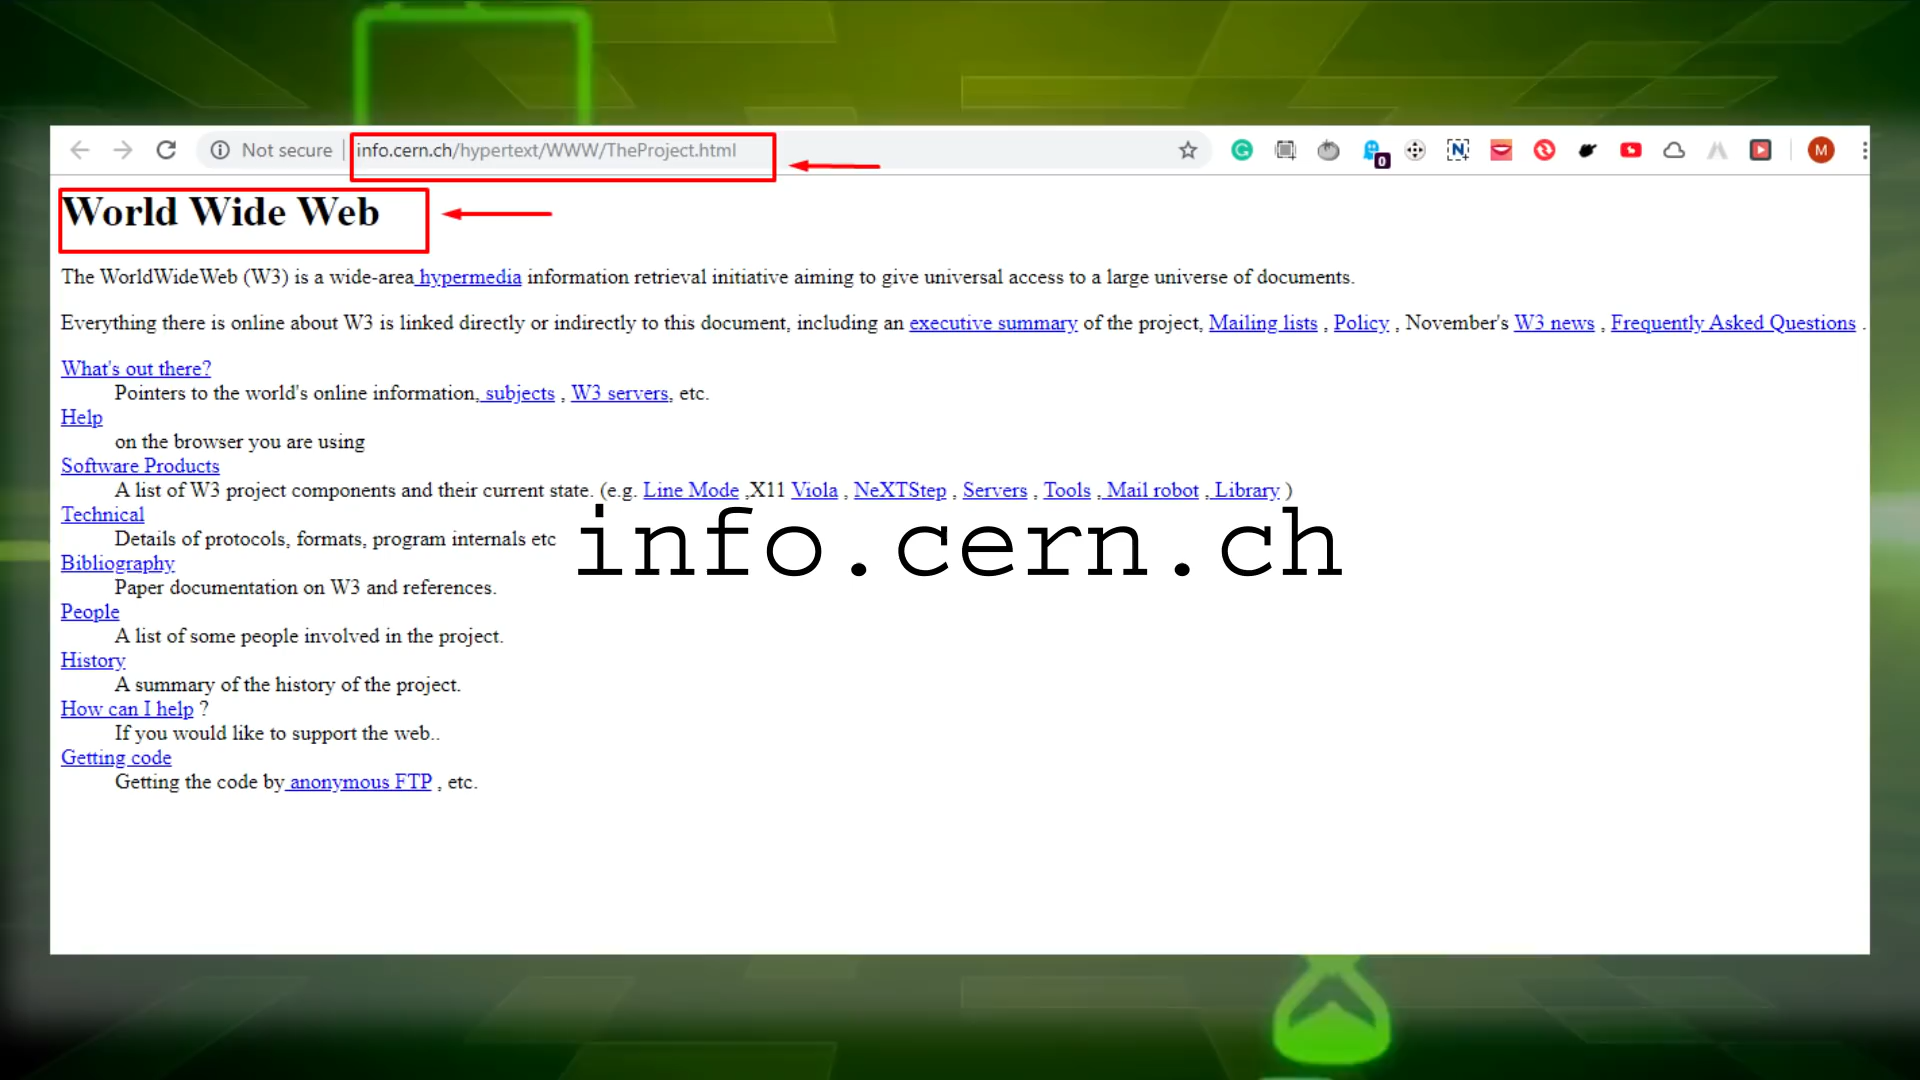 Not secure | info.cern.ch/hypertext/WWW/TheProject.html
0
N
M
World Wide Web
The WorldWideWeb (W3) is a wide-area hypermedia information retrieval initiative aiming to give universal access to a large universe of documents.
Everything there is online about W3 is linked directly or indirectly to this document, including an executive summary of the project, Mailing lists , Policy , November's W3 news , Frequently Asked Questions .
What's out there?
Pointers to the world's online information, subjects , W3 servers, etc.
Help
on the browser you are using
Software Products
A list of W3 project components and their current state. (e.g. Line Mode ,X11 Viola , NeXTStep , Servers , Tools , Mail robot , Library )
Technical
Details of protocols, formats, program internals etc
info.cern.ch
Bibliography
Paper documentation on W3 and references.
People
A list of some people involved in the project.
History
A summary of the history of the project.
How can I help ?
If you would like to support the web..
Getting code
Getting the code by anonymous FTP , etc.